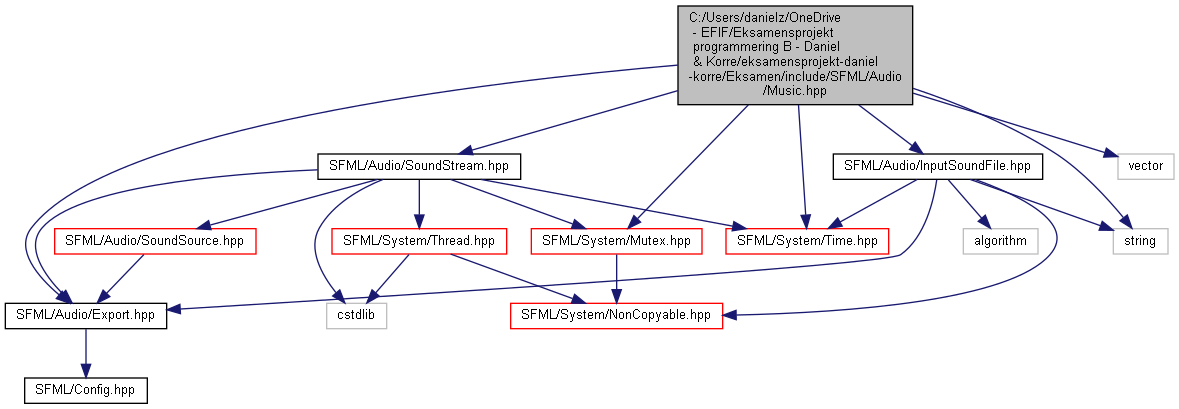 C:/Users/danielz/OneDrive
- EFIF/Eksamensprojekt
programmering B - Daniel
& Korre/eksamensprojekt-daniel
-korre/Eksamen/include/SFML/Audio
/Music.hpp
SFML/Audio/SoundStream.hpp
SFML/Audio/InputSoundFile.hpp
vector
SFML/Audio/SoundSource.hpp
SFML/System/Thread.hpp
SFML/System/Mutex.hpp
SFML/System/Time.hpp
algorithm
string
SFML/Audio/Export.hpp
cstdlib
SFML/System/NonCopyable.hpp
SFML/Config.hpp